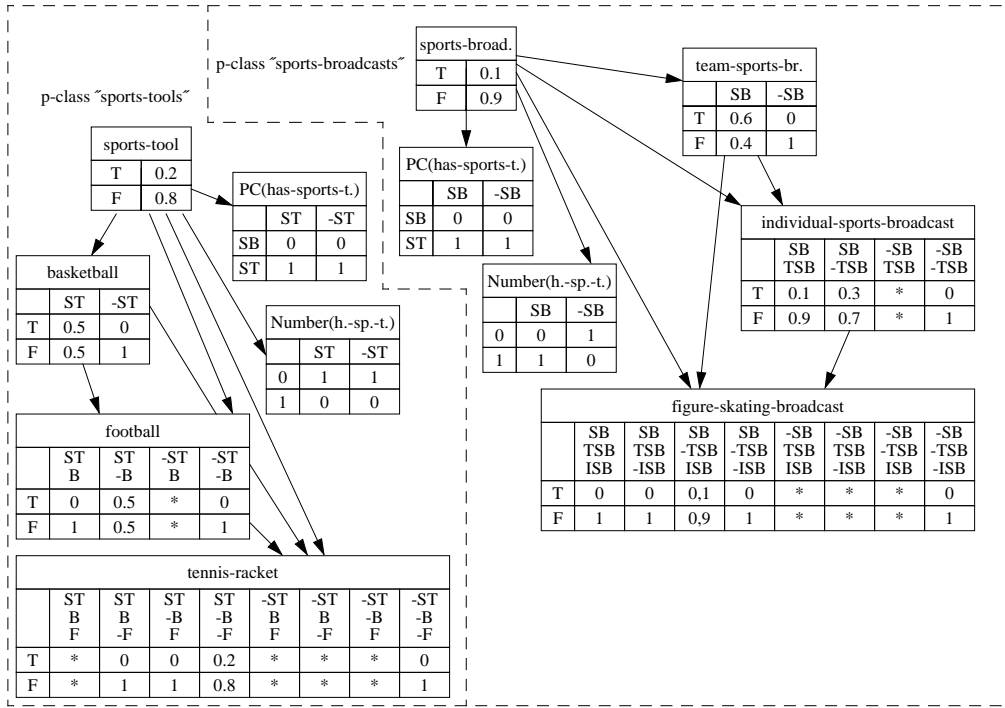 p-class ˝sports-tools˝
sports-tool
T 0.2
F 0.8
PC(has-sports-t.)
ST -ST
SB 0 0
ST 1 1
basketball
ST -ST
T 0.5 0
F 0.5 1
Number(h.-sp.-t.)
ST -ST
0 1 1
1 0 0
football
ST ST -ST -ST
B -B B -B
T 0 0.5 * 0
F 1 0.5 * 1
tennis-racket
ST ST ST ST -ST -ST -ST -ST
B B -B -B B B -B -B
F -F F -F F -F F -F
T * 0 0 0.2 * * * 0
F * 1 1 0.8 * * * 1
p-class ˝sports-broadcasts˝
sports-broad.
T 0.1
F 0.9
team-sports-br.
SB -SB
T 0.6 0
F 0.4 1
PC(has-sports-t.)
SB -SB
SB 0 0
ST 1 1
individual-sports-broadcast
SB SB -SB -SB
TSB -TSB TSB -TSB
T 0.1 0.3 * 0
F 0.9 0.7 * 1
Number(h.-sp.-t.)
SB -SB
0 0 1
1 1 0
figure-skating-broadcast
SB SB SB SB -SB -SB -SB -SB
TSB TSB -TSB -TSB TSB -TSB -TSB -TSB
ISB -ISB ISB -ISB ISB -ISB ISB -ISB
T 0 0 0,1 0 * * * 0
F 1 1 0,9 1 * * * 1